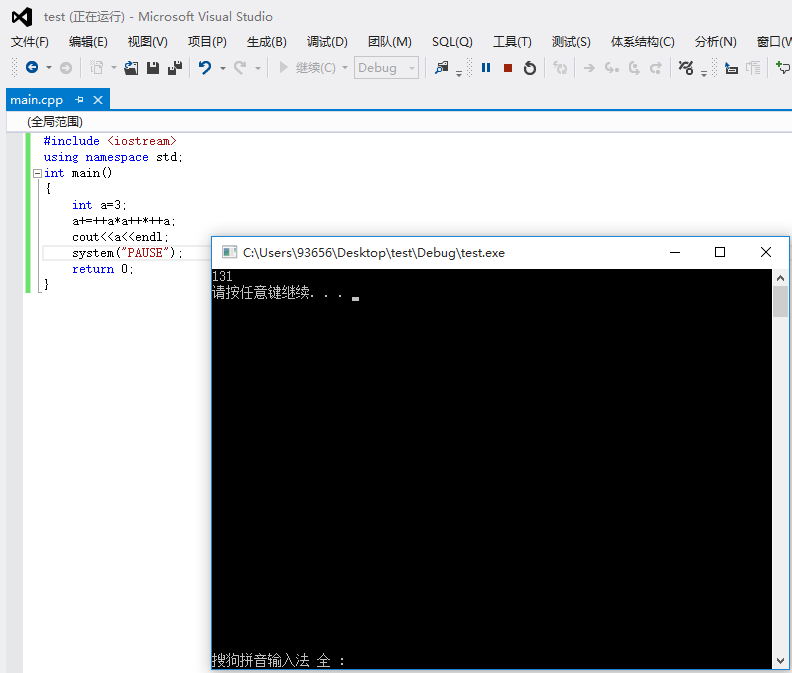 test (正在运行) - Microsoft Visual Studio
文件(F) 编辑(E) 视图(V) 项目(P) 生成(B) 调试(D) 团队(M) SQL(Q) 工具(T) 测试(S) 体系结构(C) 分析(N) 窗口(W
继续(C) Debug
main.cpp
(全局范围)
#include <iostream>
using namespace std;
int main()
{
int a=3;
a+=++a*a++*++a;
cout<<a<<endl;
system("PAUSE");
return 0;
}
C:\Users\93656\Desktop\test\Debug\test.exe
131
请按任意键继续. . .
搜狗拼音输入法 全 :